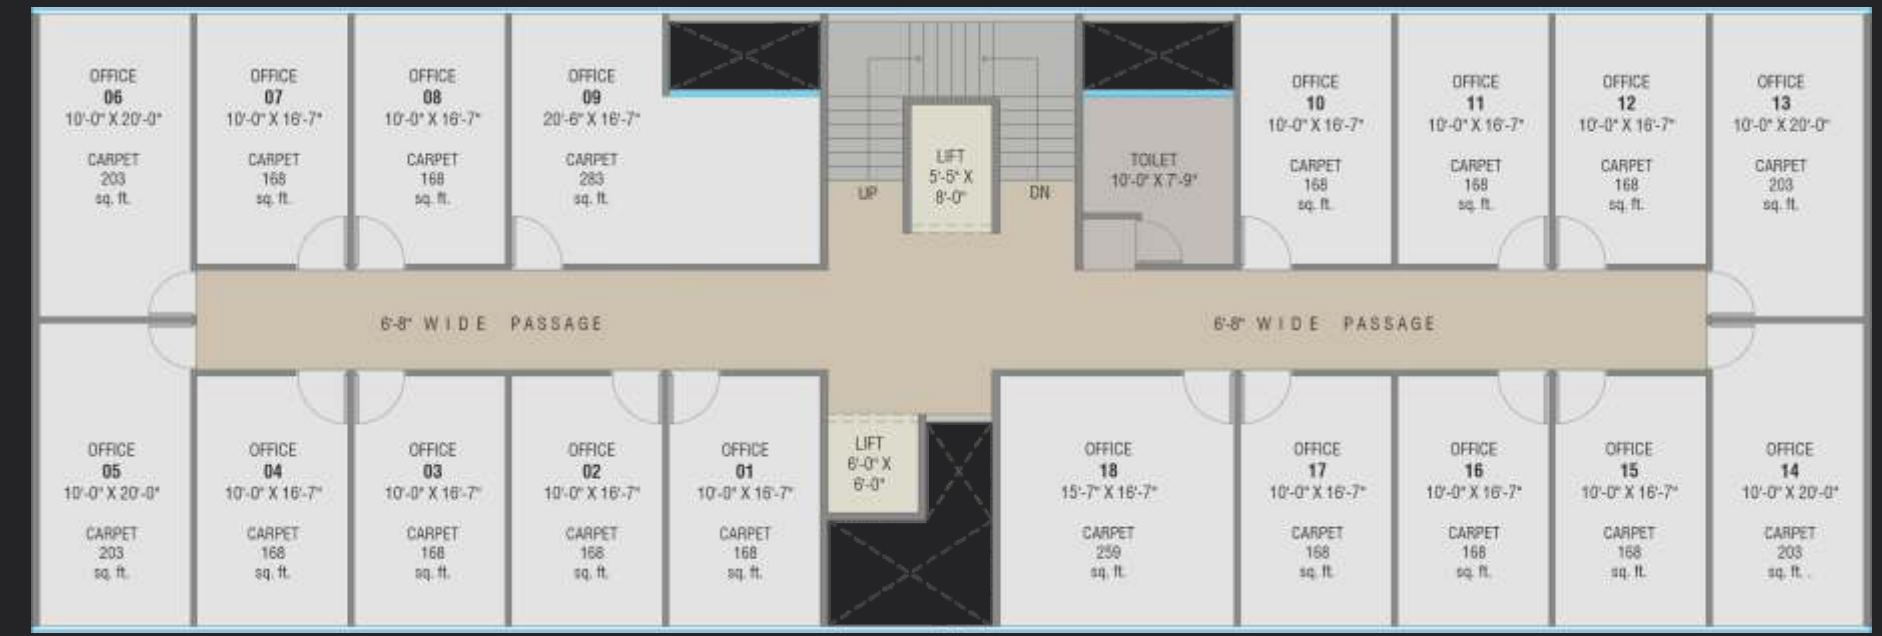 OFFICE
06
10'-0" X 20'-0"
CARPET
203
sq. ft.
OFFICE
07
10'-0" X 16'-7"
CARPET
168
sq. ft.
OFFICE
08
10'-0" X 16'-7"
CARPET
168
sq. ft.
OFFICE
09
20'-6" X 16'-7"
CARPET
283
sq. ft.
UP
LIFT
5'-5" X
8'-0"
DN
TOILET
10'-0" X 7'-9"
OFFICE
10
10'-0" X 16'-7"
CARPET
168
sq. ft.
OFFICE
11
10'-0" X 16'-7"
CARPET
168
sq. ft.
OFFICE
12
10'-0" X 16'-7"
CARPET
168
sq. ft.
OFFICE
13
10'-0" X 20'-0"
CARPET
203
sq. ft.
6'-8" WIDE PASSAGE
6'-8" WIDE PASSAGE
OFFICE
05
10'-0" X 20'-0"
CARPET
203
sq. ft.
OFFICE
04
10'-0" X 16'-7"
CARPET
168
sq. ft.
OFFICE
03
10'-0" X 16'-7"
CARPET
168
sq. ft.
OFFICE
02
10'-0" X 16'-7"
CARPET
168
sq. ft.
OFFICE
01
10'-0" X 16'-7"
CARPET
168
sq. ft.
LIFT
6'-0" X
6'-0"
OFFICE
18
15'-7" X 16'-7"
CARPET
259
sq. ft.
OFFICE
17
10'-0" X 16'-7"
CARPET
168
sq. ft.
OFFICE
16
10'-0" X 16'-7"
CARPET
168
sq. ft.
OFFICE
15
10'-0" X 16'-7"
CARPET
168
sq. ft.
OFFICE
14
10'-0" X 20'-0"
CARPET
203
sq. ft. .